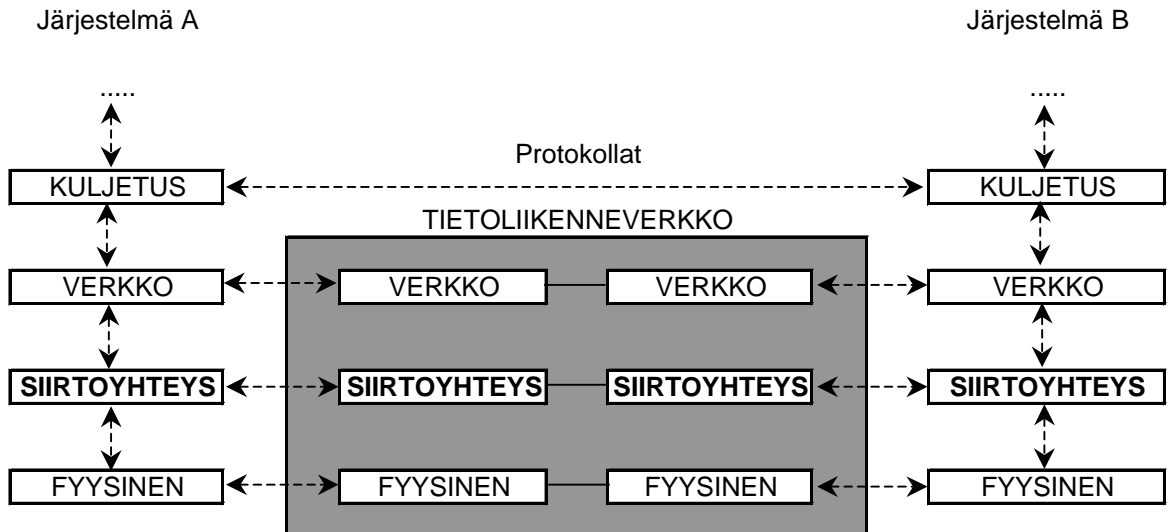 Järjestelmä A Järjestelmä B
..... .....
Protokollat
KULJETUS KULJETUS
TIETOLIIKENNEVERKKO
VERKKO VERKKO VERKKO VERKKO
SIIRTOYHTEYS SIIRTOYHTEYS SIIRTOYHTEYS SIIRTOYHTEYS
FYYSINEN FYYSINEN FYYSINEN FYYSINEN